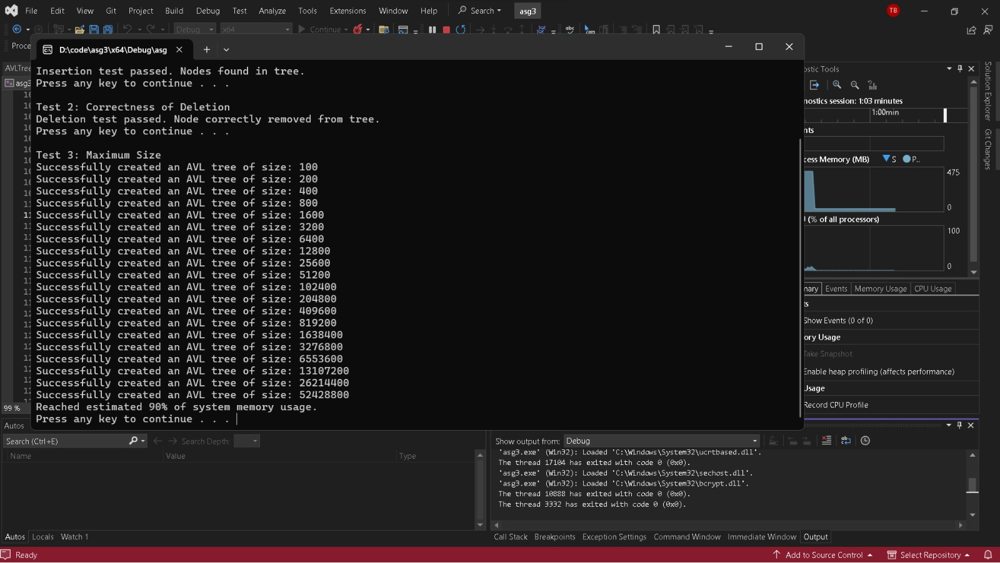 File Edit View Git Project Build Debug Test Analyze Tools Extensions Window Help Search asg3 TB
Debug x64 Continue
Proce
D:\code\asg3\x64\Debug\asg
AVLTree
asg3
Insertion test passed. Nodes found in tree.
Press any key to continue . . .
Test 2: Correctness of Deletion
Deletion test passed. Node correctly removed from tree.
Press any key to continue . . .
Test 3: Maximum Size
Successfully created an AVL tree of size: 100
Successfully created an AVL tree of size: 200
Successfully created an AVL tree of size: 400
Successfully created an AVL tree of size: 800
Successfully created an AVL tree of size: 1600
Successfully created an AVL tree of size: 3200
Successfully created an AVL tree of size: 6400
Successfully created an AVL tree of size: 12800
Successfully created an AVL tree of size: 25600
Successfully created an AVL tree of size: 51200
Successfully created an AVL tree of size: 102400
Successfully created an AVL tree of size: 204800
Successfully created an AVL tree of size: 409600
Successfully created an AVL tree of size: 819200
Successfully created an AVL tree of size: 1638400
Successfully created an AVL tree of size: 3276800
Successfully created an AVL tree of size: 6553600
Successfully created an AVL tree of size: 13107200
Successfully created an AVL tree of size: 26214400
Successfully created an AVL tree of size: 52428800
Reached estimated 90% of system memory usage.
Press any key to continue . . .
99 %
ostic Tools
nostics session: 1:03 minutes
1:00min
nts
cess Memory (MB) S P..
475
0
(% of all processors)
100
0
nary Events Memory Usage CPU Usage
ts
Show Events (0 of 0)
ory Usage
Take Snapshot
Enable heap profiling (affects performance)
Usage
Record CPU Profile
Solution Explorer
Git Changes
Autos
Search (Ctrl+E) Search Depth:
Name Value Type
Autos Locals Watch 1
Show output from: Debug
'asg3.exe' (Win32): Loaded 'C:\Windows\System32\ucrtbased.dll'.
The thread 17104 has exited with code 0 (0x0).
'asg3.exe' (Win32): Loaded 'C:\Windows\System32\sechost.dll'.
'asg3.exe' (Win32): Loaded 'C:\Windows\System32\bcrypt.dll'.
The thread 10888 has exited with code 0 (0x0).
The thread 3332 has exited with code 0 (0x0).
Call Stack Breakpoints Exception Settings Command Window Immediate Window Output
Ready Add to Source Control Select Repository